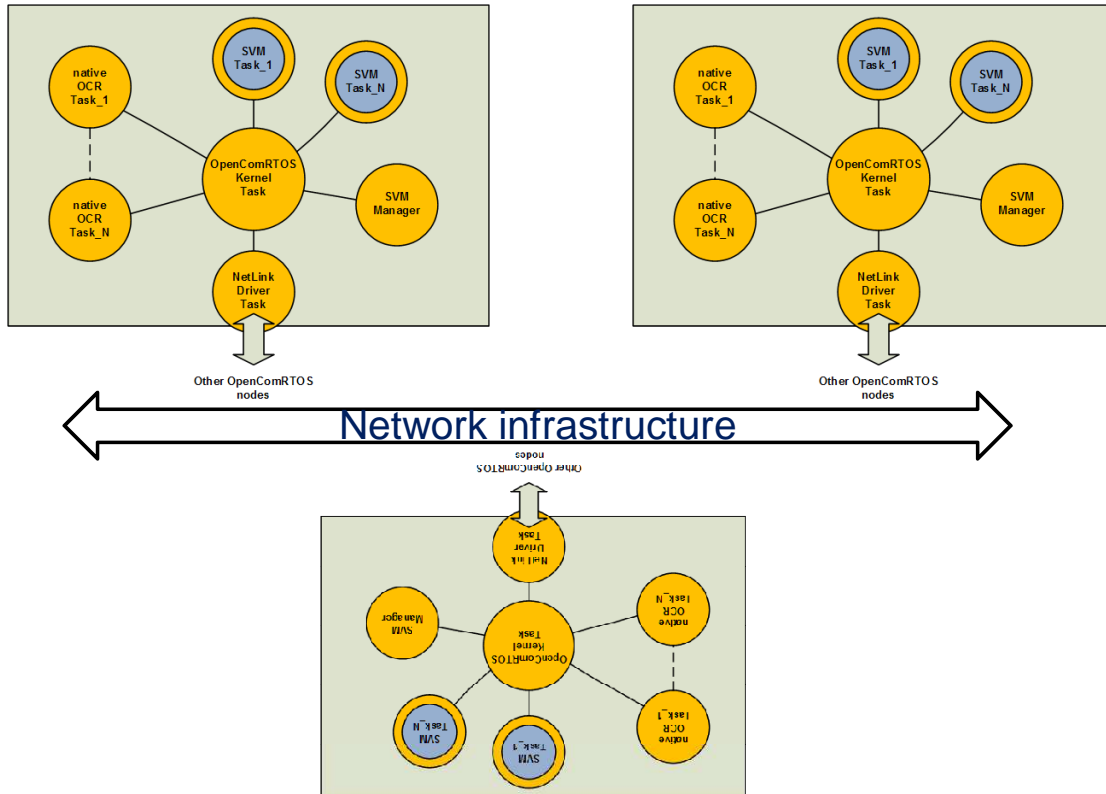 SVM
Task_1
SVM
Task_N
native
OCR
Task_1
OpenComRTOS
Kernel
Task
SVM
Manager
native
OCR
Task_N
NetLink
Driver
Task
Other OpenComRTOS
nodes
SVM
Task_1
SVM
Task_N
native
OCR
Task_1
OpenComRTOS
Kernel
Task
SVM
Manager
native
OCR
Task_N
NetLink
Driver
Task
Other OpenComRTOS
nodes
Network infrastructure
Other OpenComRTOS
nodes
NetLink
Driver
Task
native
OCR
Task_N
SVM
Manager
OpenComRTOS
Kernel
Task
native
OCR
Task_1
SVM
Task_N
SVM
Task_1